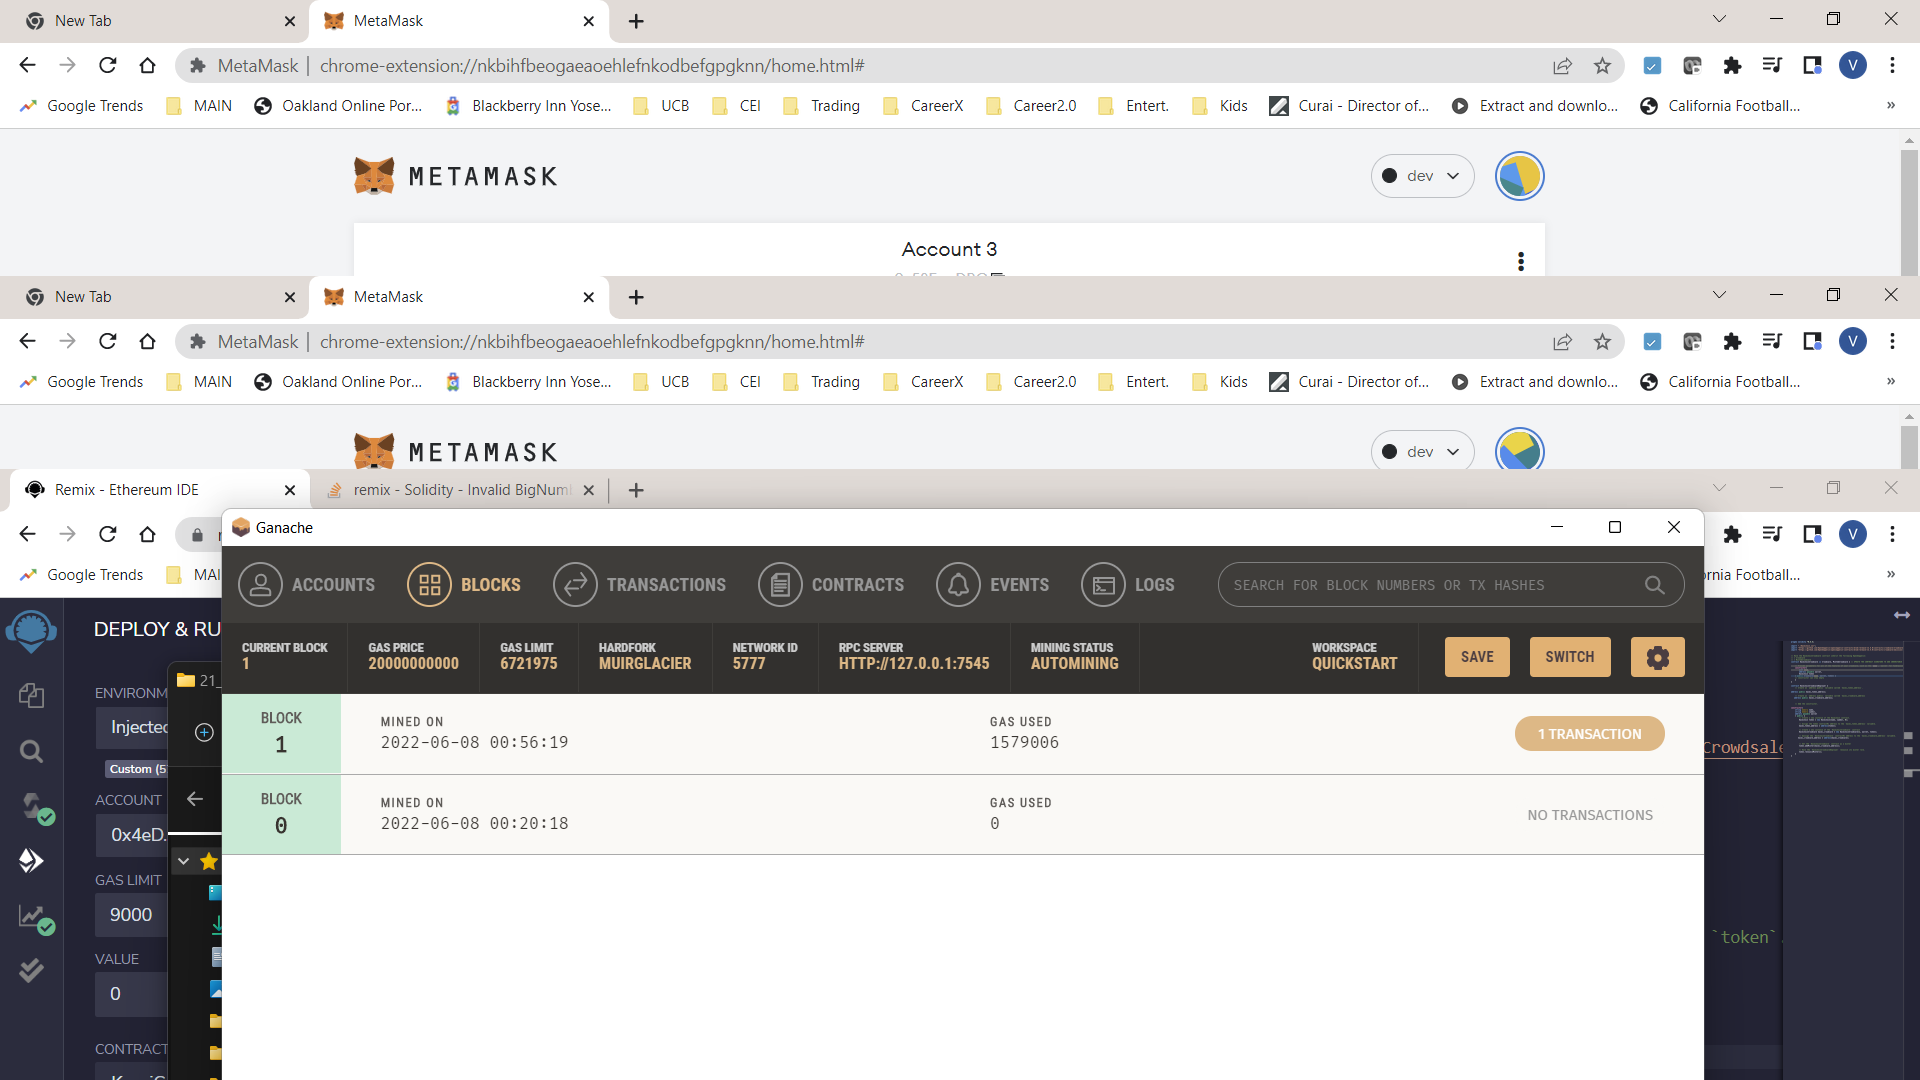 New Tab
MetaMask
MetaMask | chrome-extension://nkbihfbeogaeaoehlefnkodbefgpgknn/home.html#
V
Google Trends MAIN Oakland Online Por... Blackberry Inn Yose... UCB CEI Trading CareerX Career2.0 Entert. Kids Curai - Director of... Extract and downlo... California Football... »
METAMASK
dev
Account 3
New Tab
MetaMask
MetaMask | chrome-extension://nkbihfbeogaeaoehlefnkodbefgpgknn/home.html#
V
Google Trends MAIN Oakland Online Por... Blackberry Inn Yose... UCB CEI Trading CareerX Career2.0 Entert. Kids Curai - Director of... Extract and downlo... California Football... »
METAMASK
dev
Remix - Ethereum IDE
remix - Solidity - Invalid BigNum
V
Google Trends MAI rnia Football... »
Ganache
ACCOUNTS BLOCKS TRANSACTIONS CONTRACTS EVENTS LOGS
SEARCH FOR BLOCK NUMBERS OR TX HASHES
CURRENT BLOCK
1
GAS PRICE
20000000000
GAS LIMIT
6721975
HARDFORK
MUIRGLACIER
NETWORK ID
5777
RPC SERVER
HTTP://127.0.0.1:7545
MINING STATUS
AUTOMINING
WORKSPACE
QUICKSTART
SAVE
SWITCH
BLOCK
1
MINED ON
2022-06-08 00:56:19
GAS USED
1579006
1 TRANSACTION
BLOCK
0
MINED ON
2022-06-08 00:20:18
GAS USED
0
NO TRANSACTIONS
DEPLOY & RU
ENVIRONM
Injected
Custom (5
ACCOUNT
0x4eD.
GAS LIMIT
9000
VALUE
0
CONTRACT
21_
Crowdsale
`token`